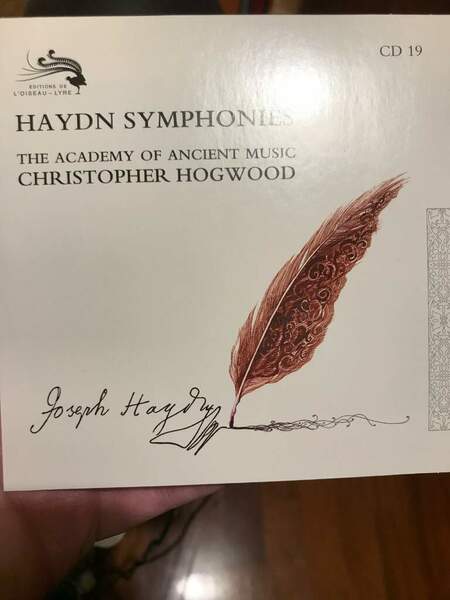 EDITIONS DE
L'OISEAU-LYRE
CD 19
HAYDN SYMPHONIES
THE ACADEMY OF ANCIENT MUSIC
CHRISTOPHER HOGWOOD
Joseph Haydn